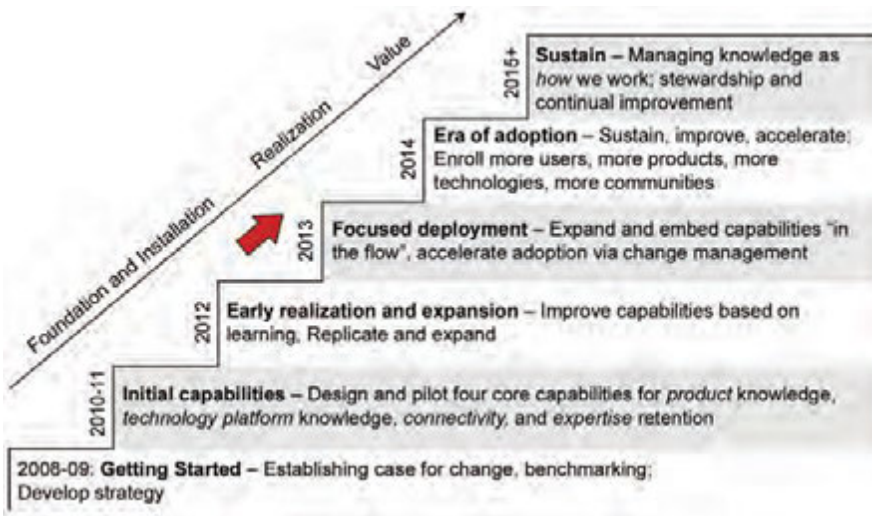 Value
2015+
Sustain – Managing knowledge as
how we work; stewardship and
continual improvement
Realization
2014
Era of adoption – Sustain, improve, accelerate;
Enroll more users, more products, more
technologies, more communities
Foundation and Installation
2013
Focused deployment – Expand and embed capabilities “in
the flow”, accelerate adoption via change management
2012
Early realization and expansion – Improve capabilities based on
learning, Replicate and expand
2010-11
Initial capabilities – Design and pilot four core capabilities for product knowledge,
technology platform knowledge, connectivity, and expertise retention
2008-09: Getting Started – Establishing case for change, benchmarking;
Develop strategy